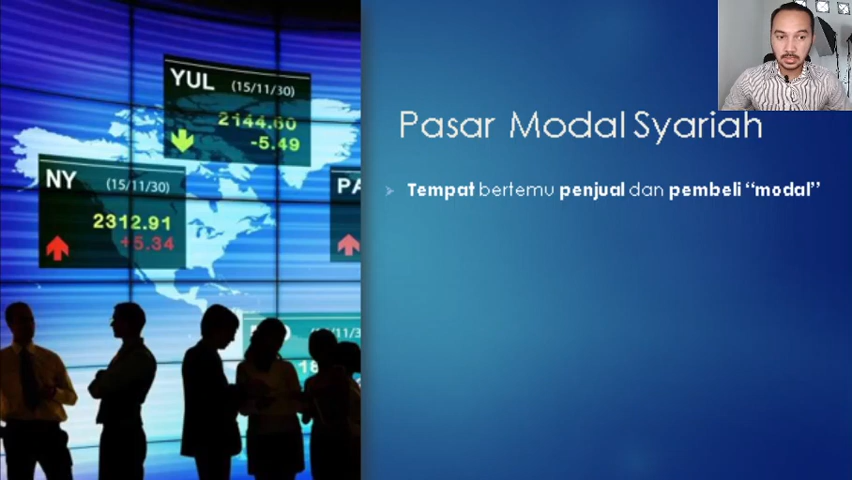 YUL (15/11/30)
2144.60
-5.49
NY (15/11/30)
2312.91
+5.34
PA
Pasar Modal Syariah
Tempat bertemu penjual dan pembeli “modal”